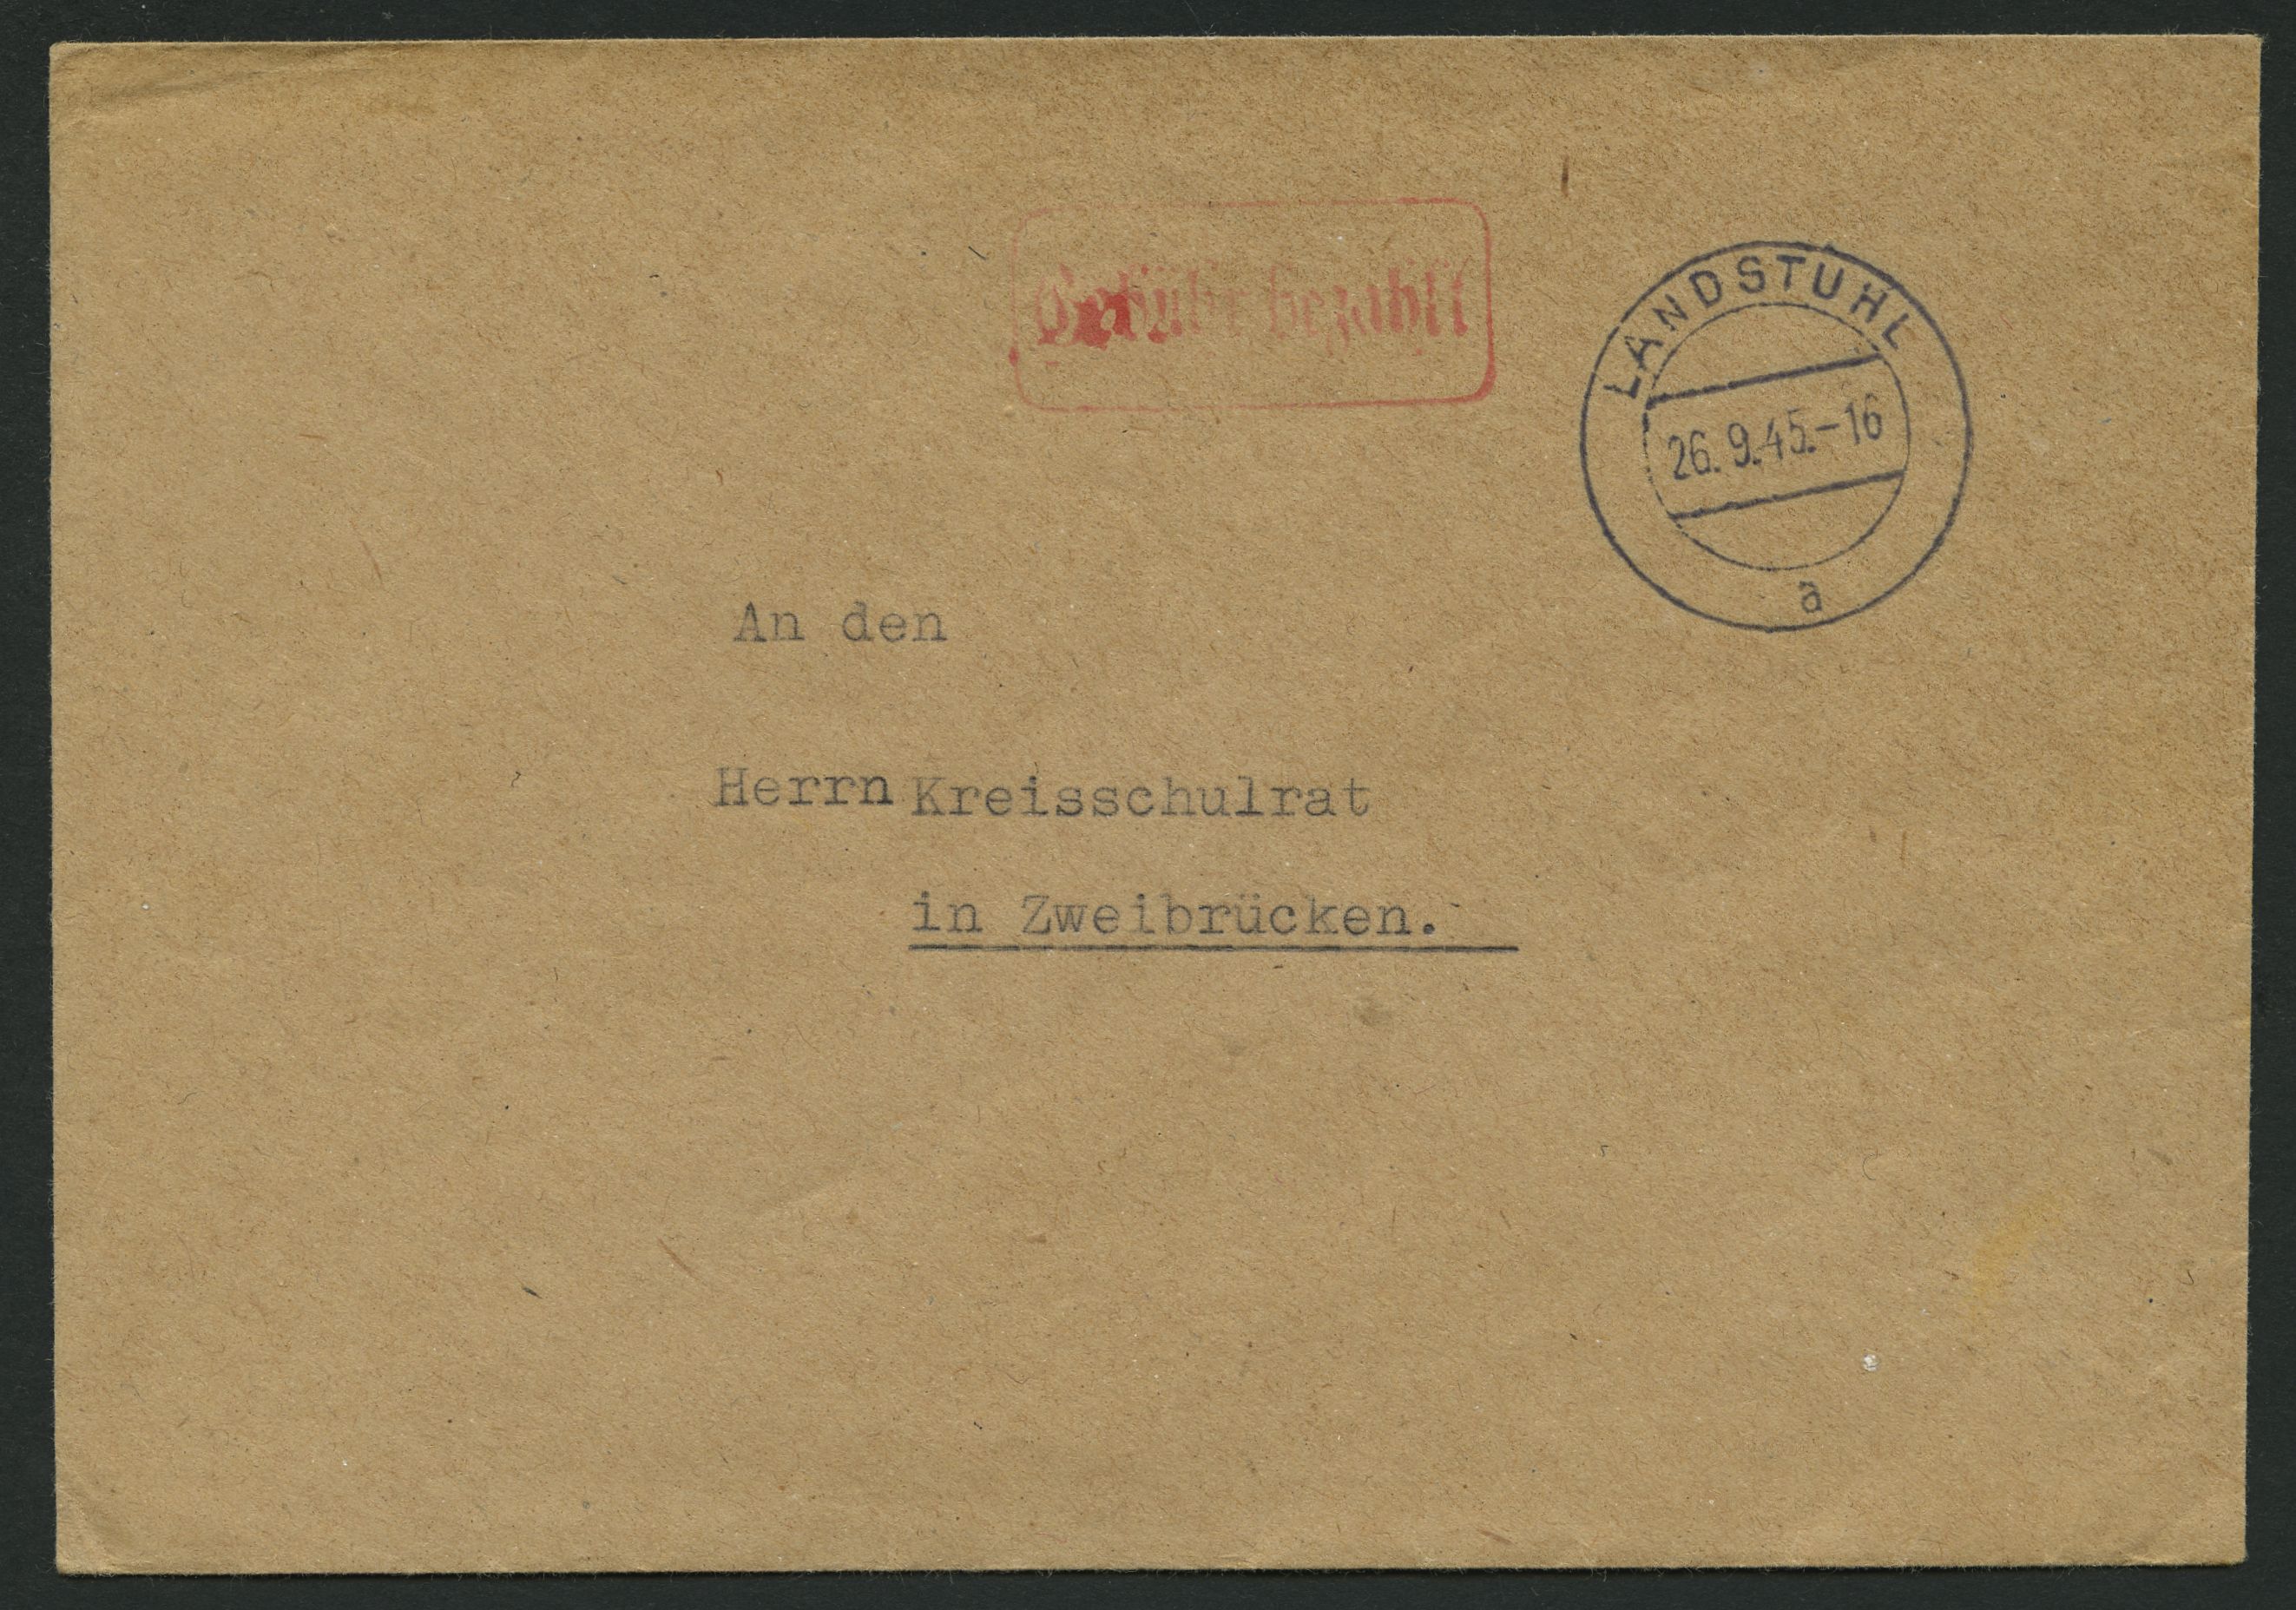 Gebühr bezahlt
LANDSTUHL
26.9.45.-16
a
An den
Herrn Kreisschulrat
in Zweibrücken.